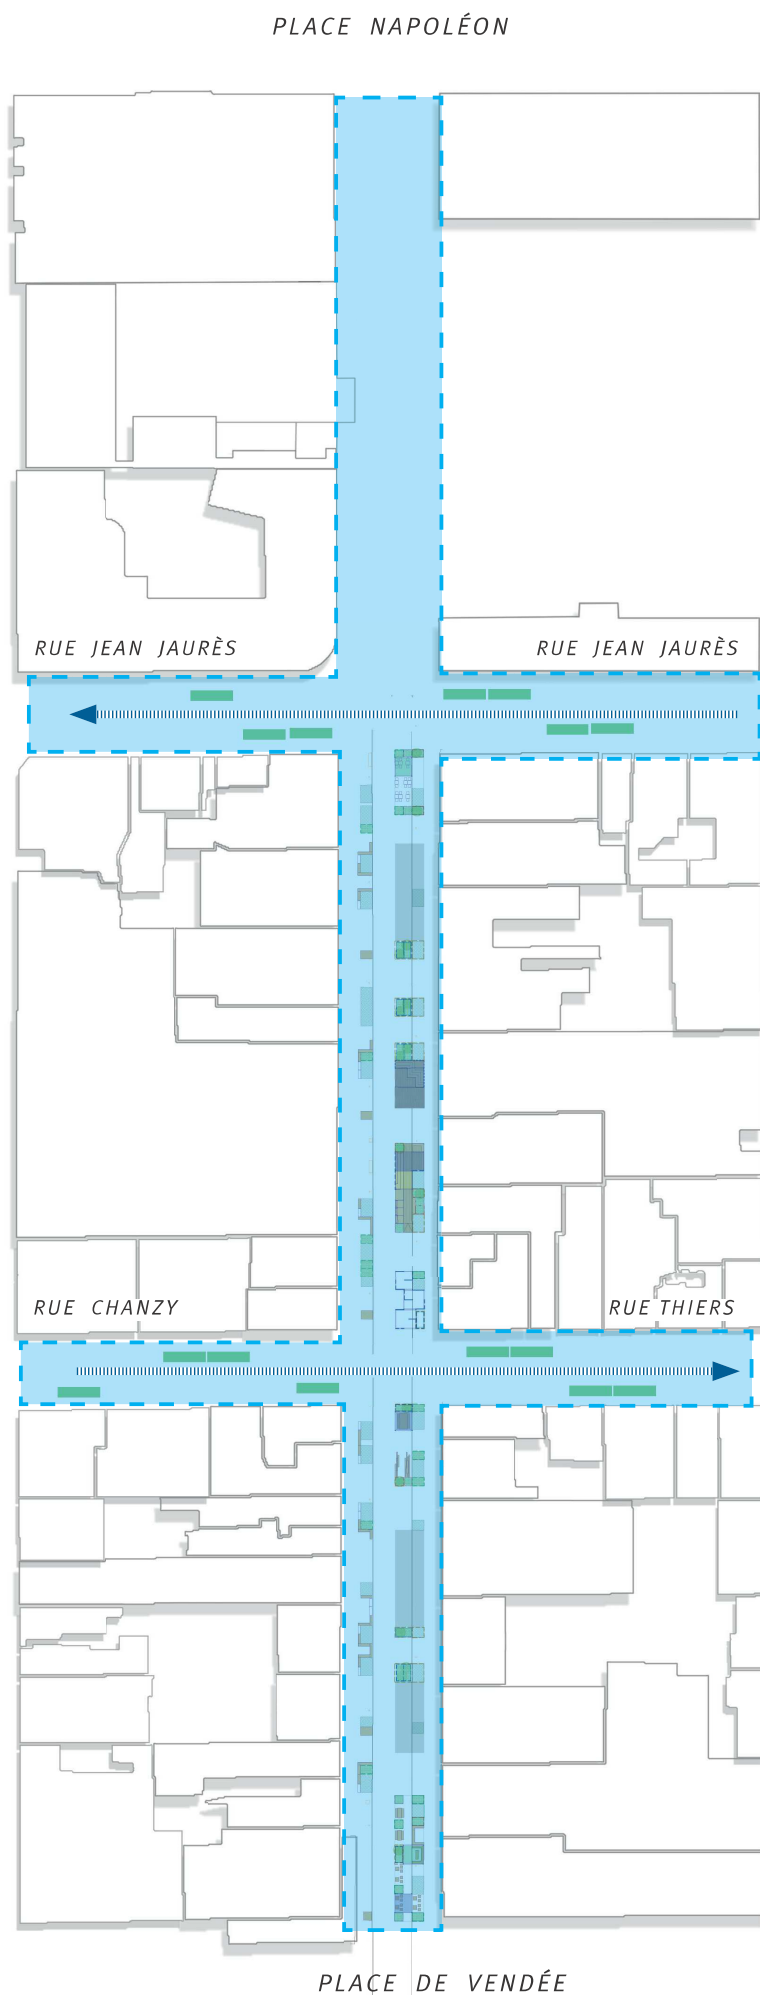 PLACE NAPOLÉON
RUE JEAN JAURÈS
RUE JEAN JAURÈS
RUE CHANZY
RUE THIERS
PLACE DE VENDÉE